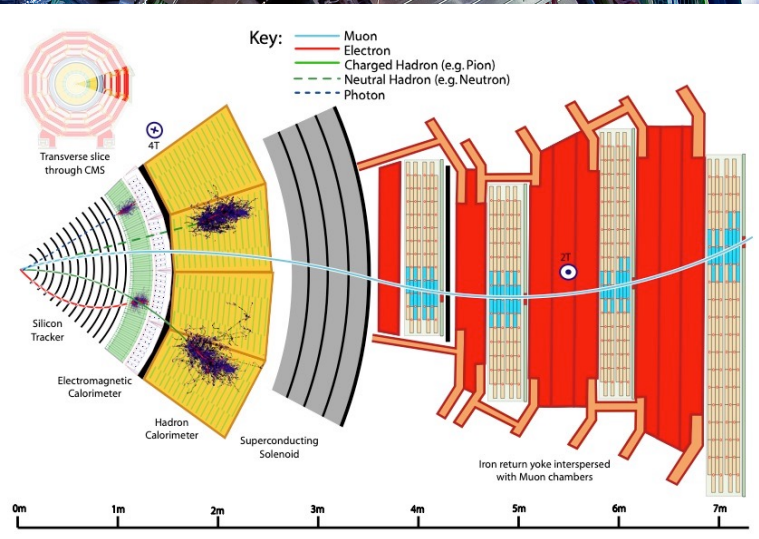 Key:
Muon
Electron
Charged Hadron (e.g. Pion)
Neutral Hadron (e.g. Neutron)
Photon
Transverse slice
through CMS
4T
2T
Silicon
Tracker
Electromagnetic
Calorimeter
Hadron
Calorimeter
Superconducting
Solenoid
Iron return yoke interspersed
with Muon chambers
0m 1m 2m 3m 4m 5m 6m 7m